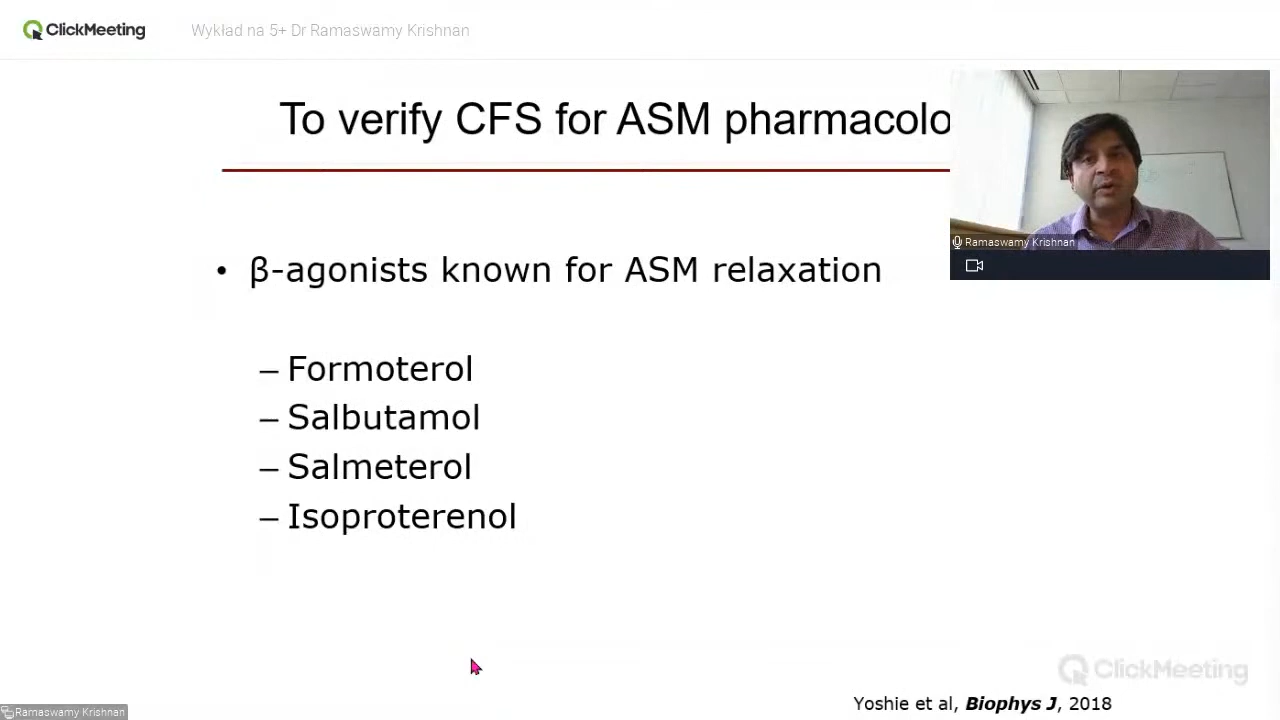 ClickMeeting
Wykład na 5+ Dr Ramaswamy Krishnan
To verify CFS for ASM pharmacolo
Ramaswamy Krishnan
• β-agonists known for ASM relaxation
– Formoterol
– Salbutamol
– Salmeterol
– Isoproterenol
ClickMeeting
Yoshie et al, Biophys J, 2018
Ramaswamy Krishnan